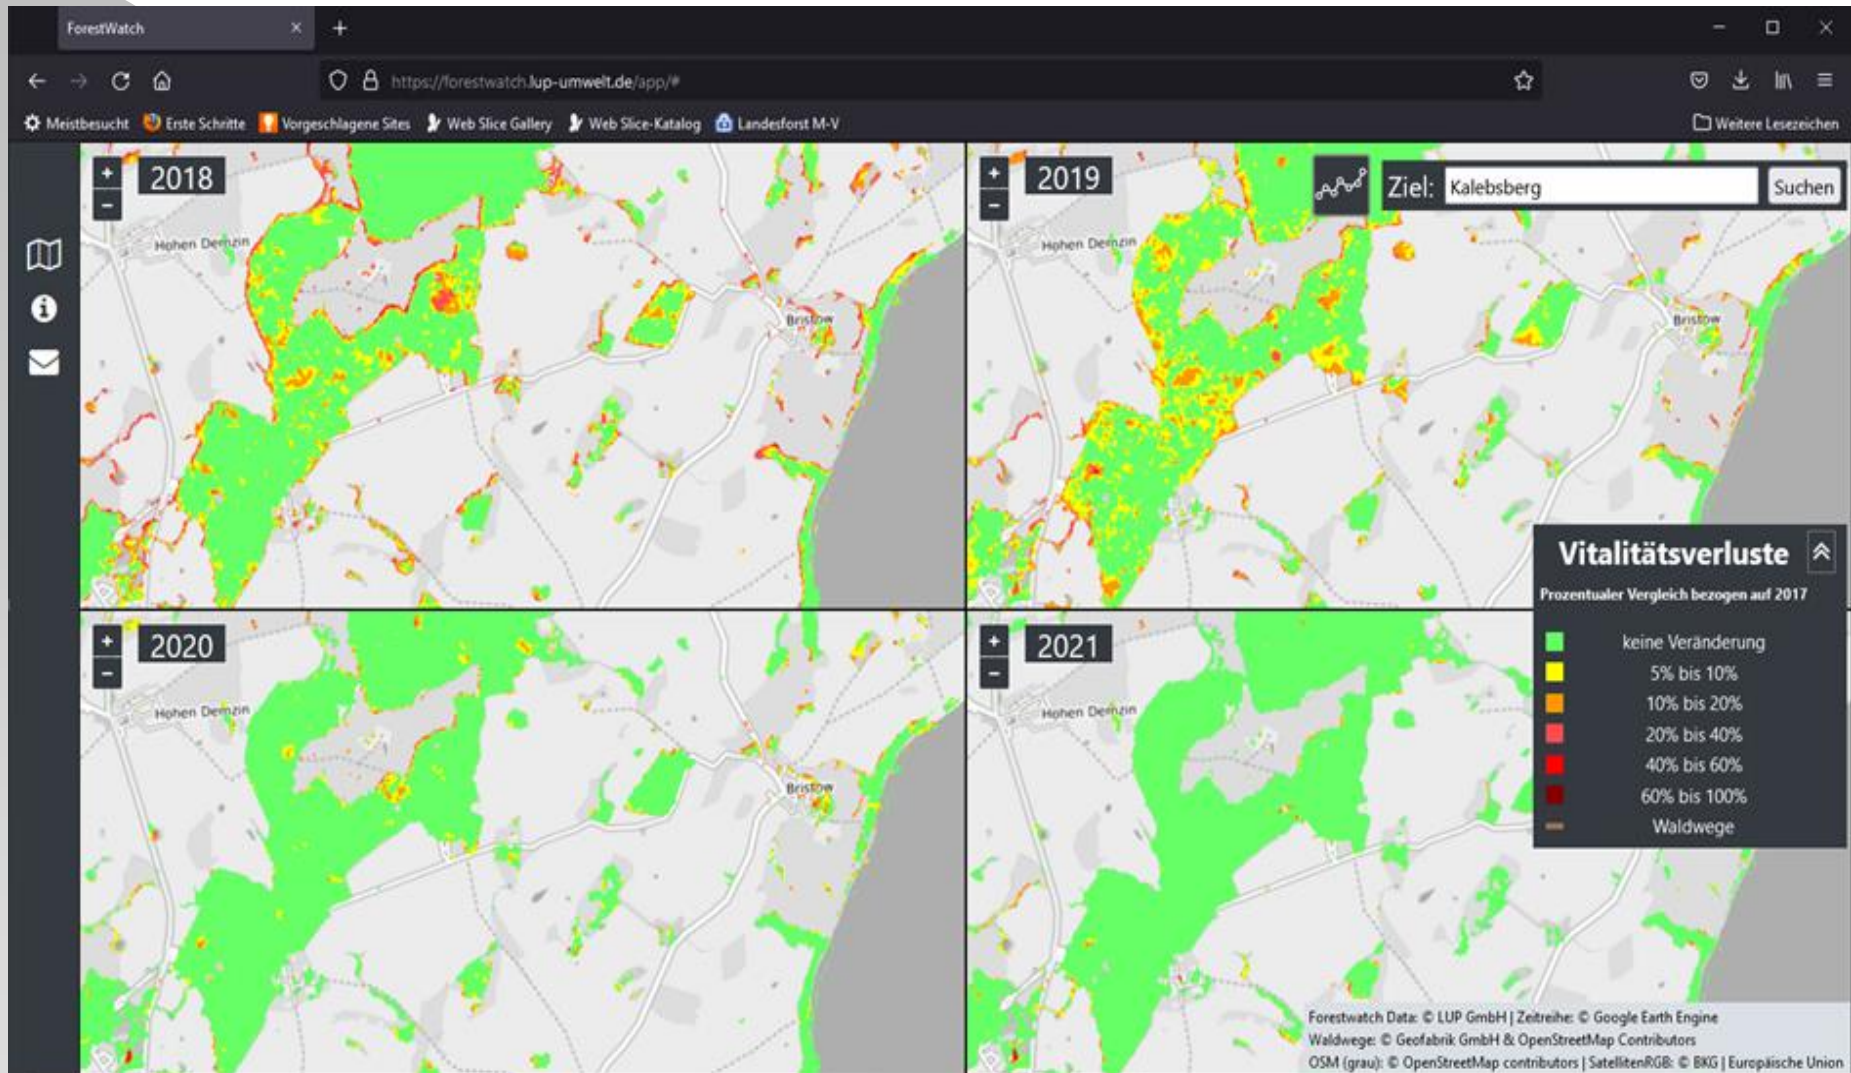 ForestWatch
https://forestwatch.lup-umwelt.de/app/#
Meistbesucht Erste Schritte Vorgeschlagene Sites Web Slice Gallery Web Slice-Katalog Landesforst M-V Weitere Lesezeichen
+ 2018
−
Hohen Demzin
Bristow
+ 2019
−
Ziel: Kalebsberg Suchen
Hohen Demzin
Bristow
+ 2020
−
Hohen Demzin
Bristow
+ 2021
−
Hohen Demzin
Vitalitätsverluste
Prozentualer Vergleich bezogen auf 2017
keine Veränderung
5% bis 10%
10% bis 20%
20% bis 40%
40% bis 60%
60% bis 100%
Waldwege
Forestwatch Data: © LUP GmbH | Zeitreihe: © Google Earth Engine
Waldwege: © Geofabrik GmbH & OpenStreetMap Contributors
OSM (grau): © OpenStreetMap contributors | SatellitenRGB: © BKG | Europäische Union